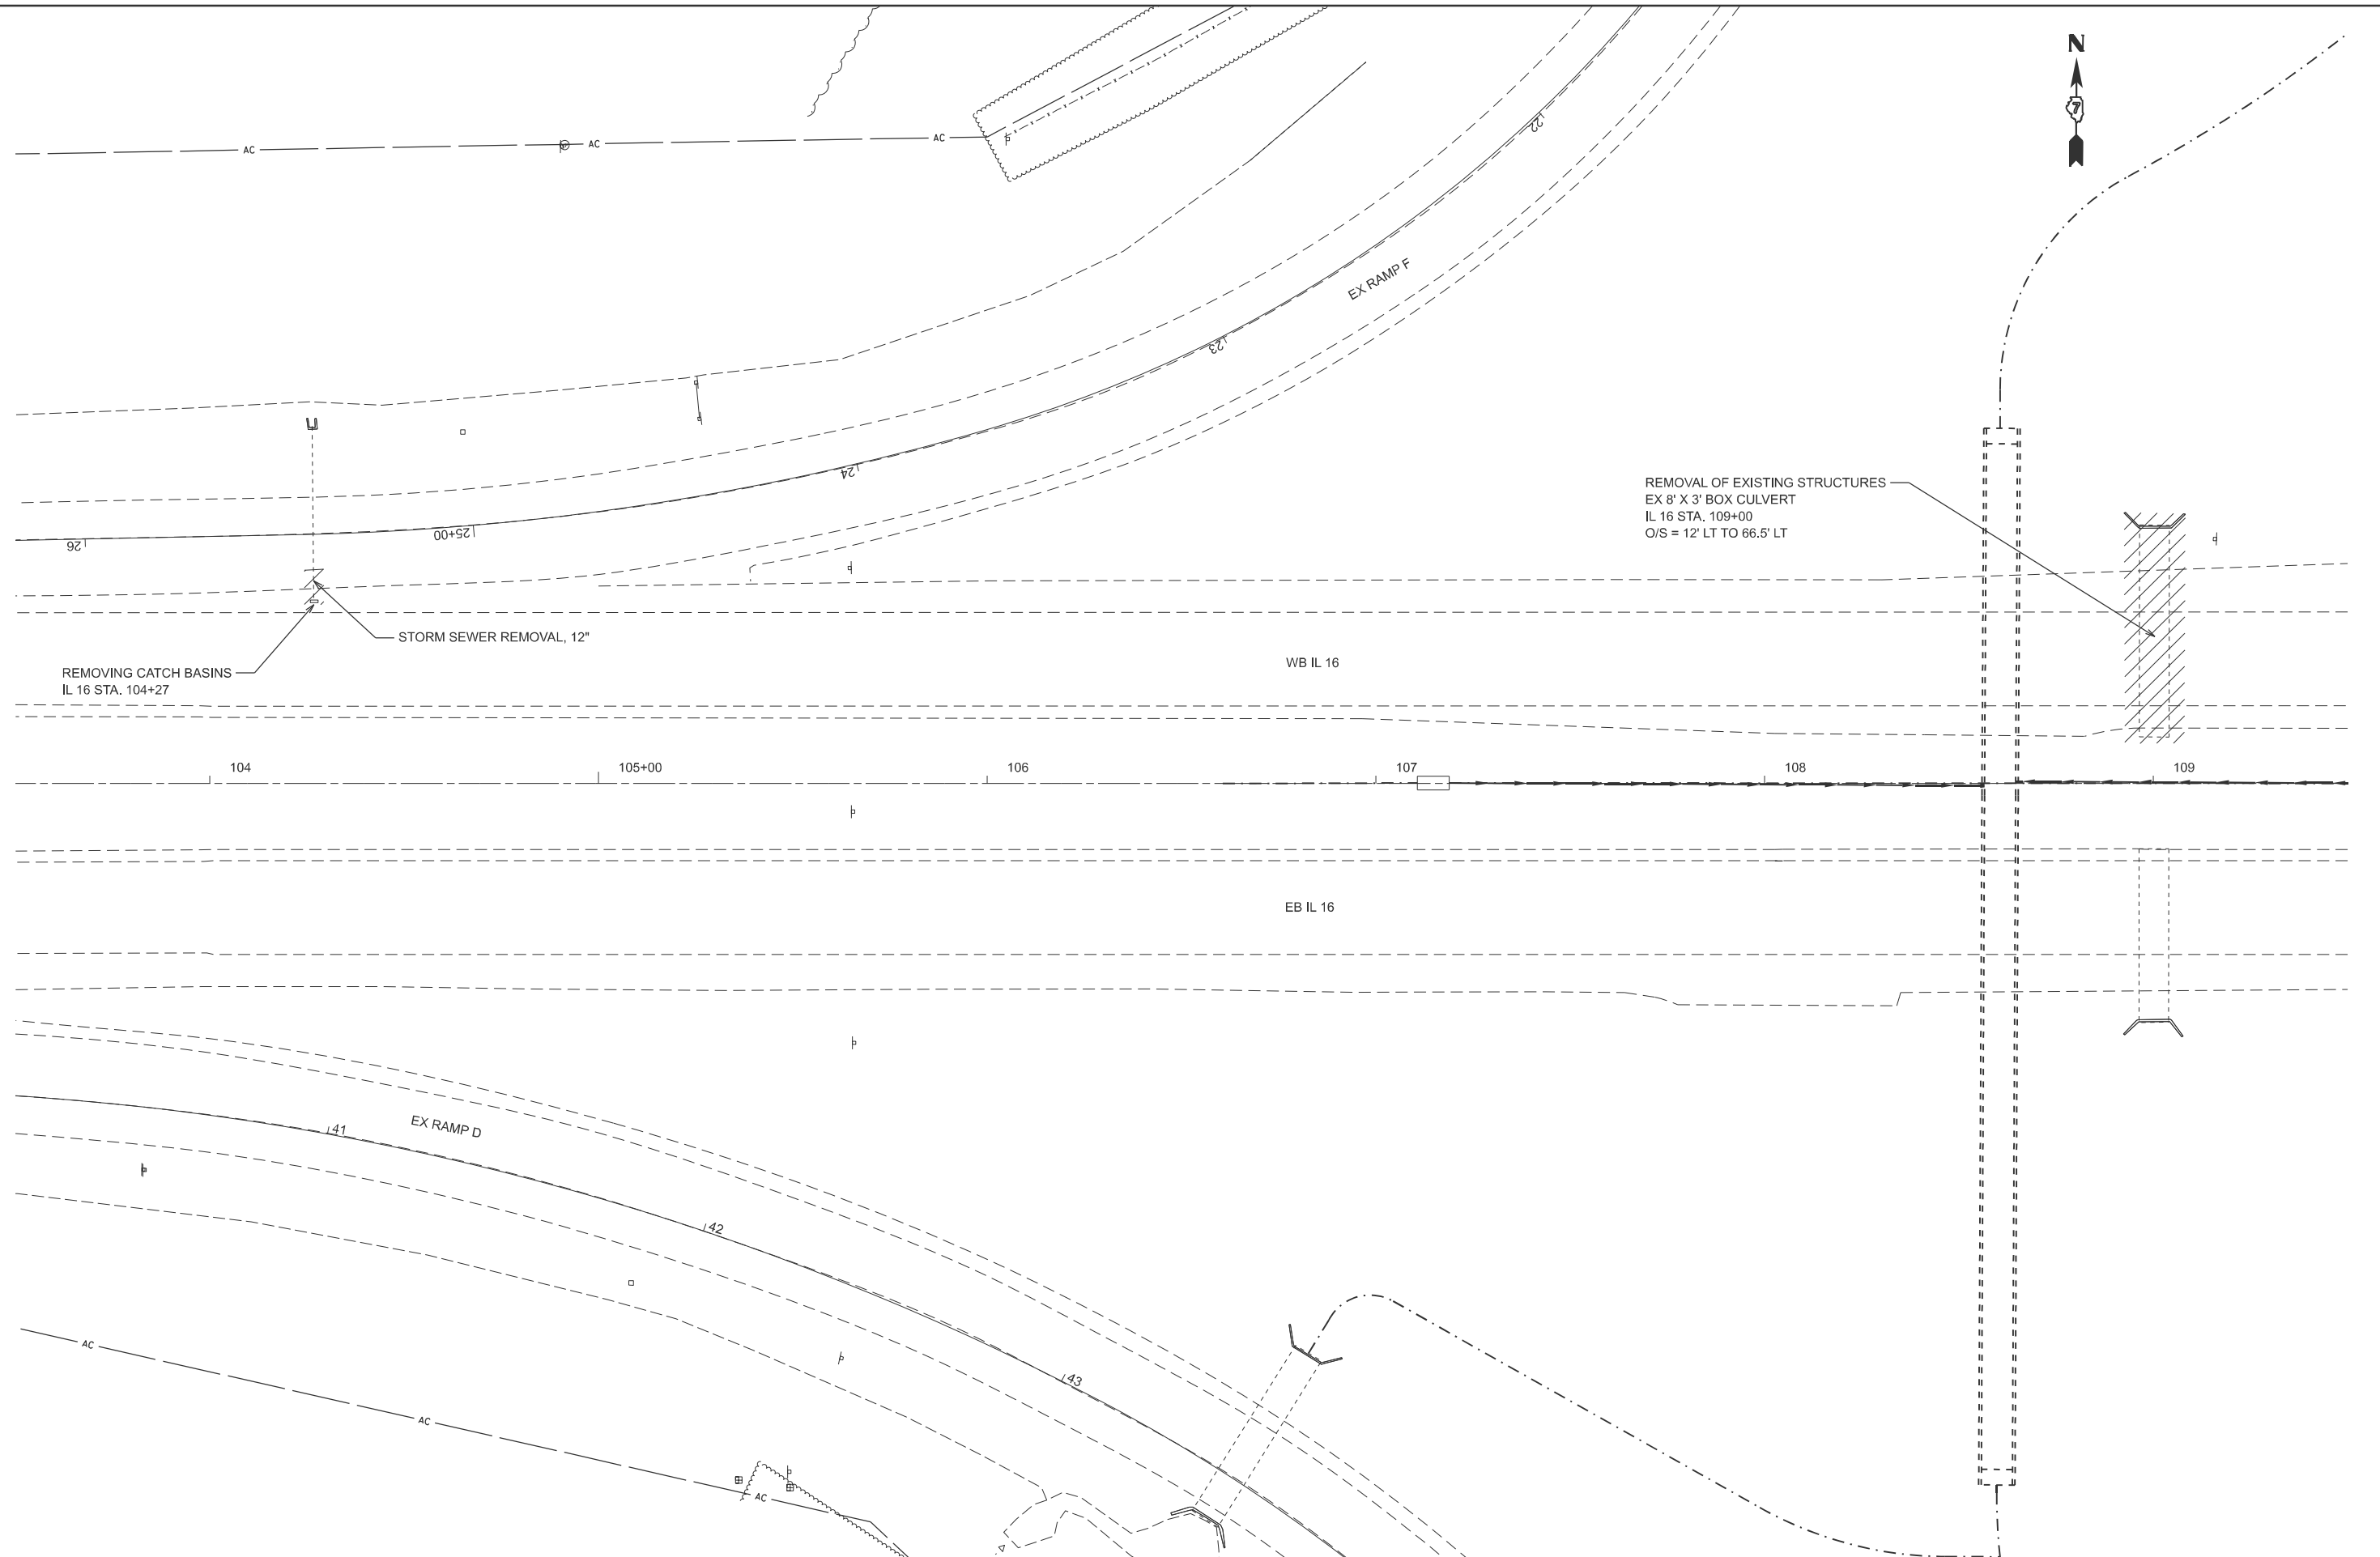 N
7
AC
AC
AC
22
EX RAMP F
23
24
25+00
26
REMOVAL OF EXISTING STRUCTURES
EX 8' X 3' BOX CULVERT
IL 16 STA. 109+00
O/S = 12' LT TO 66.5' LT
STORM SEWER REMOVAL, 12"
REMOVING CATCH BASINS
IL 16 STA. 104+27
WB IL 16
104
105+00
106
107
108
109
EB IL 16
41
EX RAMP D
42
43
AC
AC
AC